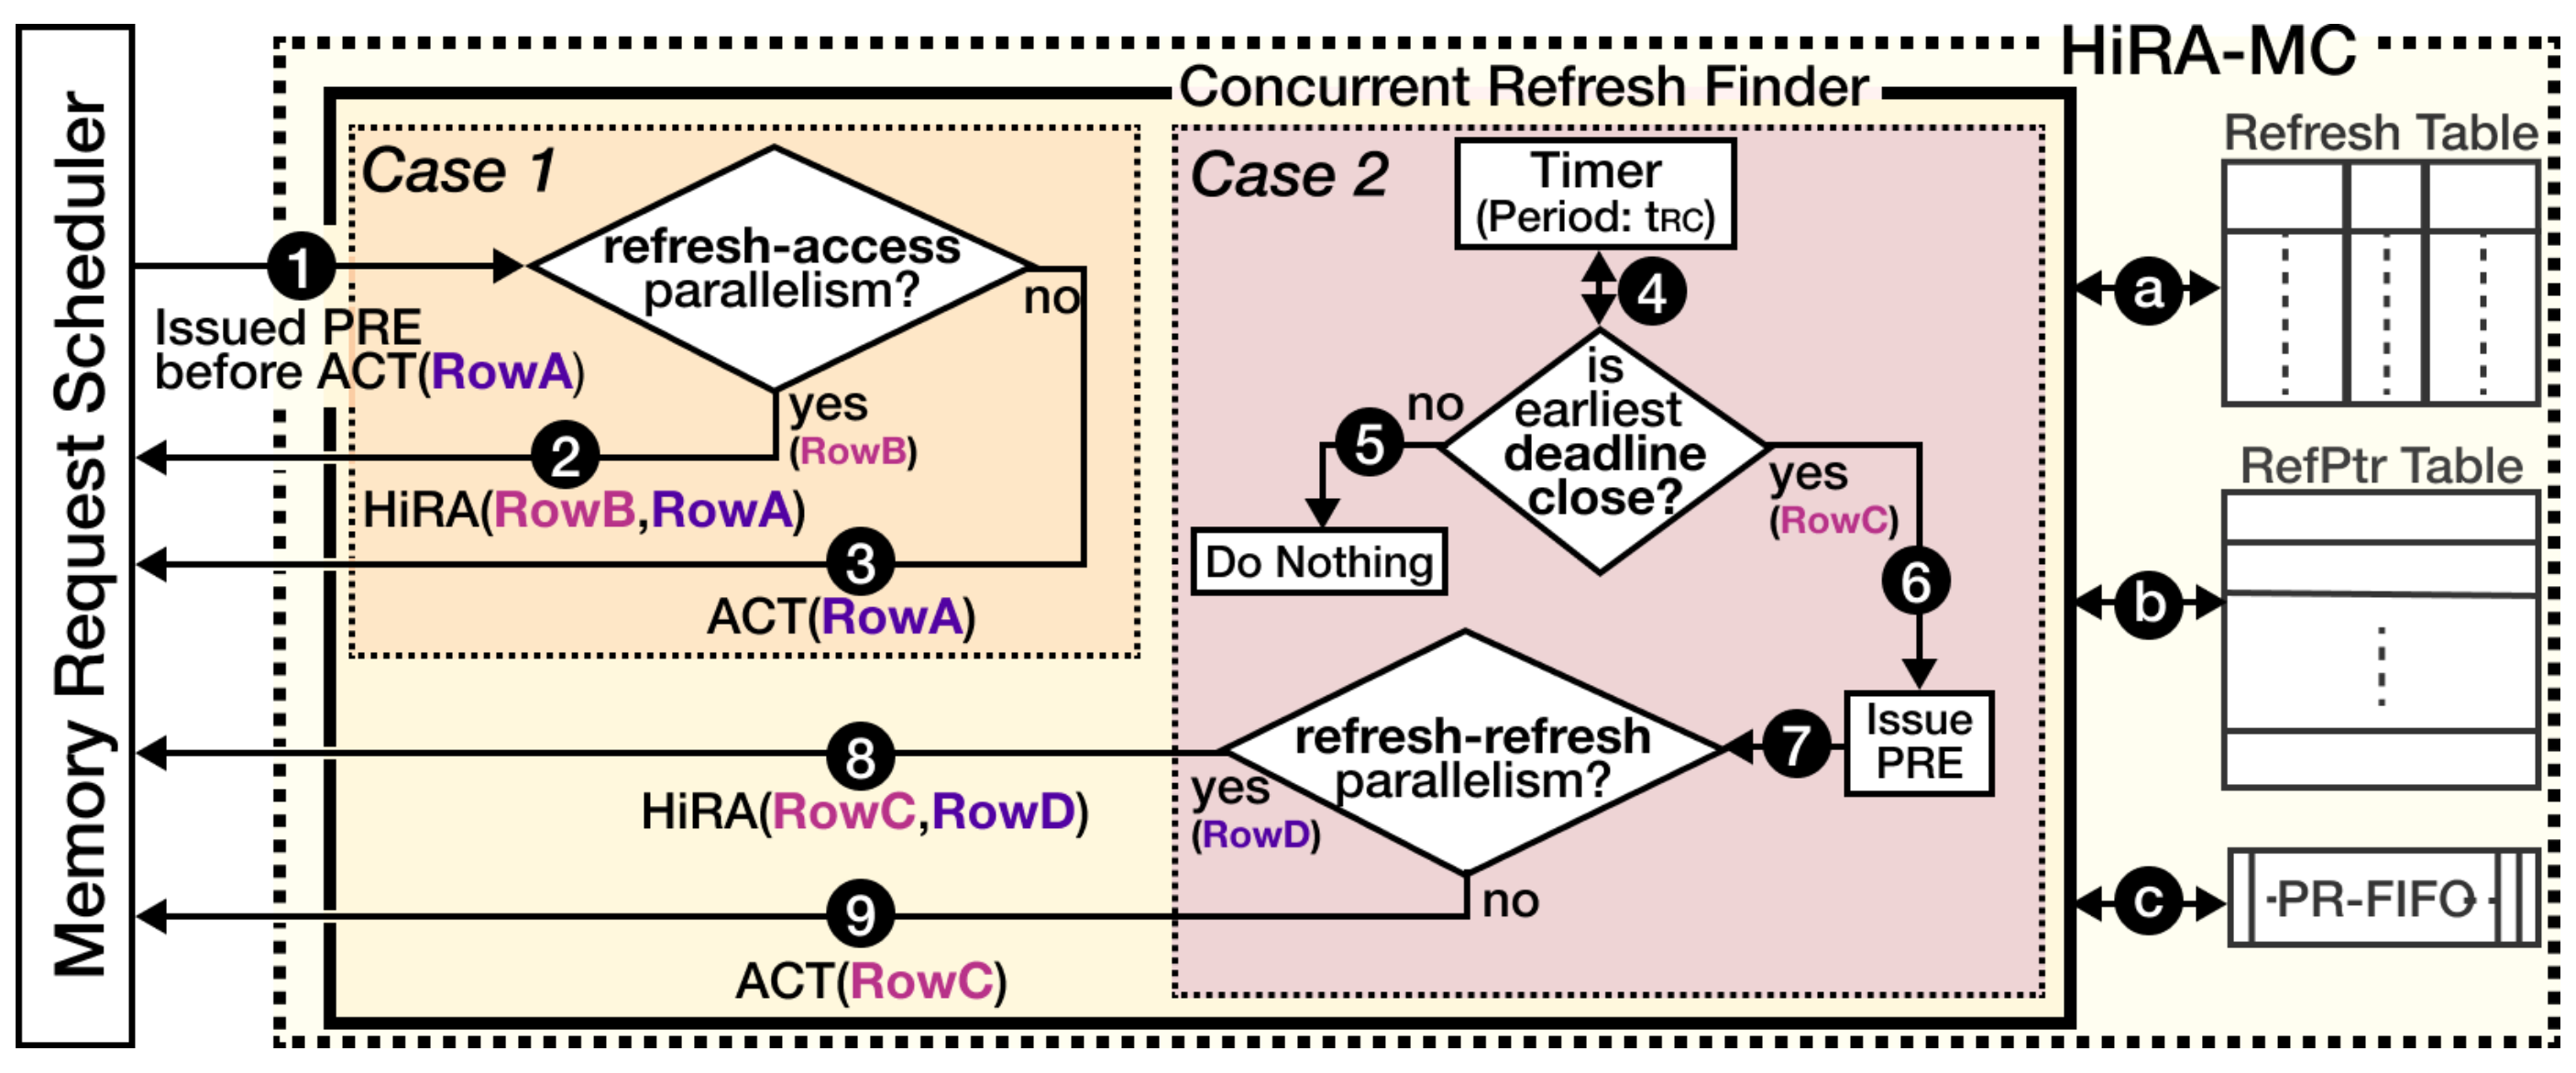 Memory Request Scheduler
HiRA-MC
Concurrent Refresh Finder
Case 1
1
refresh-access
parallelism?
no
Issued PRE
before ACT(RowA)
yes
(RowB)
2
HiRA(RowB,RowA)
3
ACT(RowA)
Case 2
Timer
(Period: tRC)
4
is
earliest
deadline
close?
no
5
Do Nothing
yes
(RowC)
6
Issue
PRE
7
refresh-refresh
parallelism?
yes
(RowD)
8
HiRA(RowC,RowD)
no
9
ACT(RowC)
Refresh Table
a
RefPtr Table
b
c
PR-FIFO